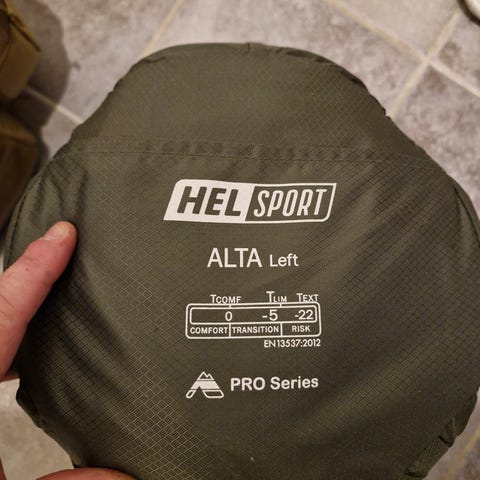 HELSPORT
ALTA Left
TCOMF TLIM TEXT
0 -5 -22
COMFORT TRANSITION RISK
EN13537:2012
PRO Series